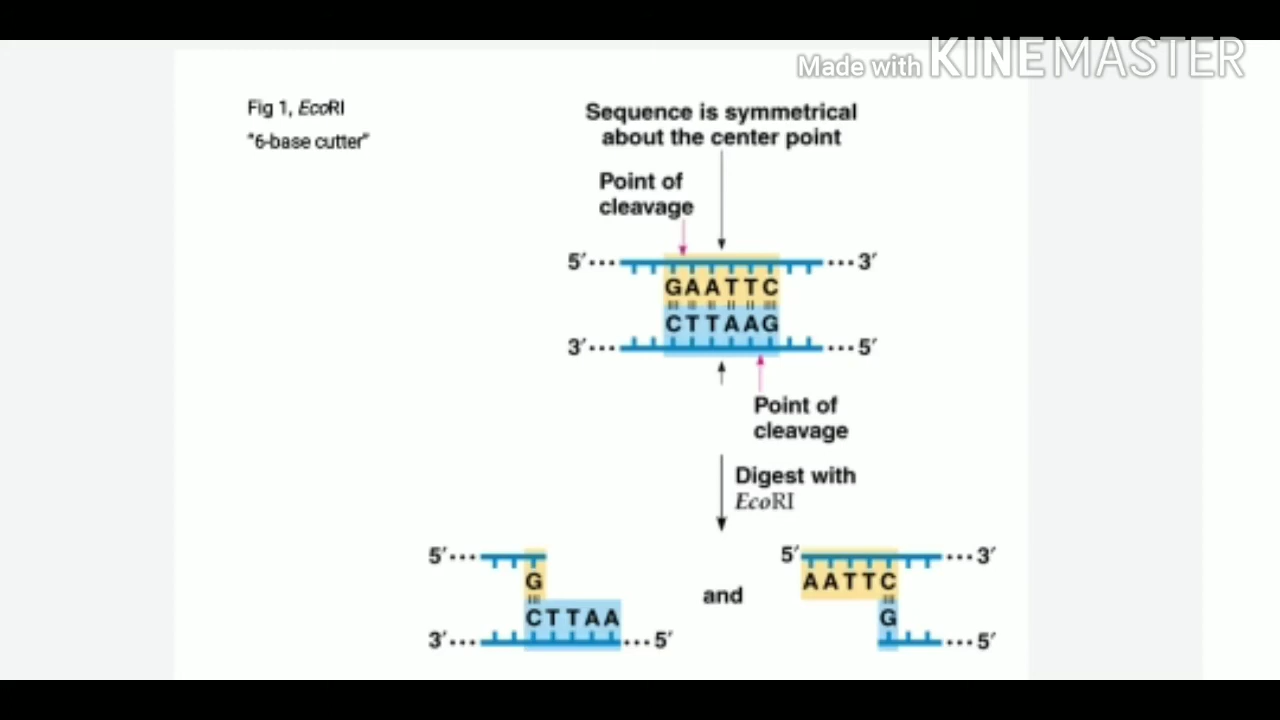 Made with KINEMASTER
Fig 1, EcoRI
"6-base cutter"
Sequence is symmetrical
about the center point
Point of
cleavage
5′··· ···3′
GAATTC
CTTAAG
3′··· ···5′
Point of
cleavage
Digest with
EcoRI
5′···
G
CTTAA
3′··· ···5′
and
5′ ···3′
AATTC
G
···5′